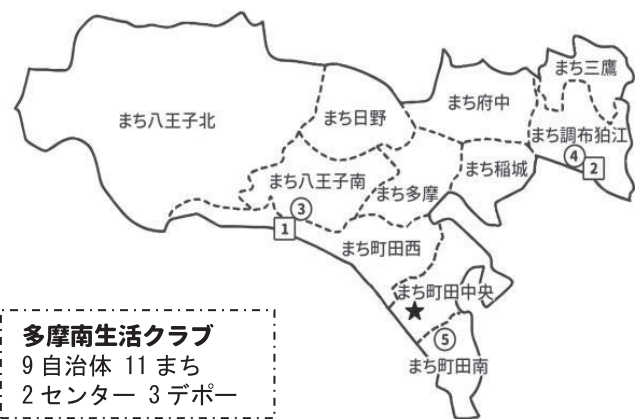 まち三鷹
まち府中
まち日野
まち八王子北
まち調布狛江
④
2
まち稲城
まち八王子南
まち多摩
③
1
まち町田西
まち町田中央
★
⑤
まち町田南
多摩南生活クラブ
9自治体 11まち
2センター 3デポー